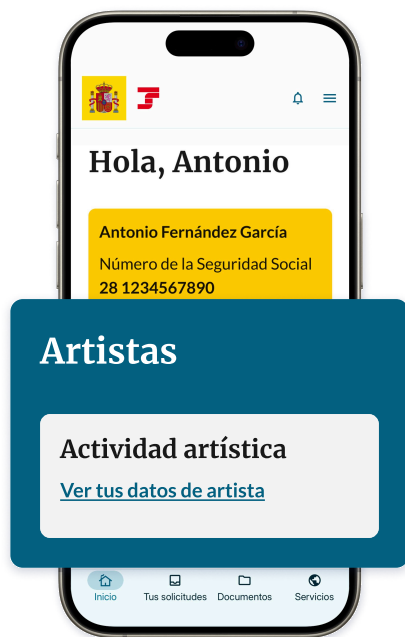 Hola, Antonio
Antonio Fernández García
Número de la Seguridad Social
28 1234567890
Artistas
Actividad artística
Ver tus datos de artista
Inicio
Tus solicitudes
Documentos
Servicios